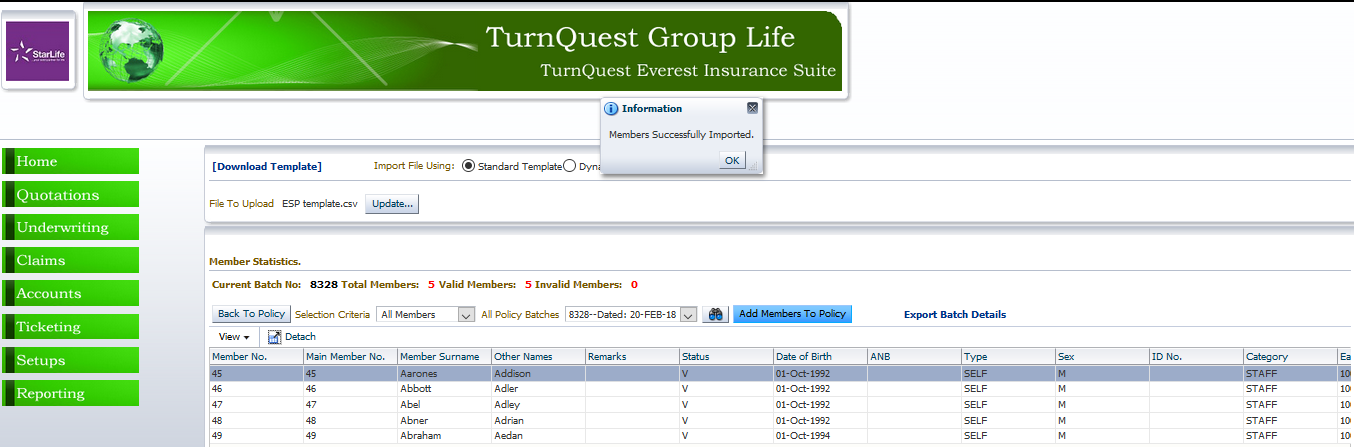 StarLife
TurnQuest Group Life
TurnQuest Everest Insurance Suite
Information
Members Successfully Imported.
OK
Home
Quotations
Underwriting
Claims
Accounts
Ticketing
Setups
Reporting
[Download Template] Import File Using: Standard Template Dyna
File To Upload ESP template.csv Update...
Member Statistics.
Current Batch No: 8328 Total Members: 5 Valid Members: 5 Invalid Members: 0
Back To Policy Selection Criteria All Members All Policy Batches 8328--Dated: 20-FEB-18 Add Members To Policy Export Batch Details
View Detach
Member No. Main Member No. Member Surname Other Names Remarks Status Date of Birth ANB Type Sex ID No. Category Ea
45 45 Aarones Addison V 01-Oct-1992 SELF M STAFF 10
46 46 Abbott Adler V 01-Oct-1992 SELF M STAFF 10
47 47 Abel Adley V 01-Oct-1992 SELF M STAFF 10
48 48 Abner Adrian V 01-Oct-1992 SELF M STAFF 10
49 49 Abraham Aedan V 01-Oct-1994 SELF M STAFF 10